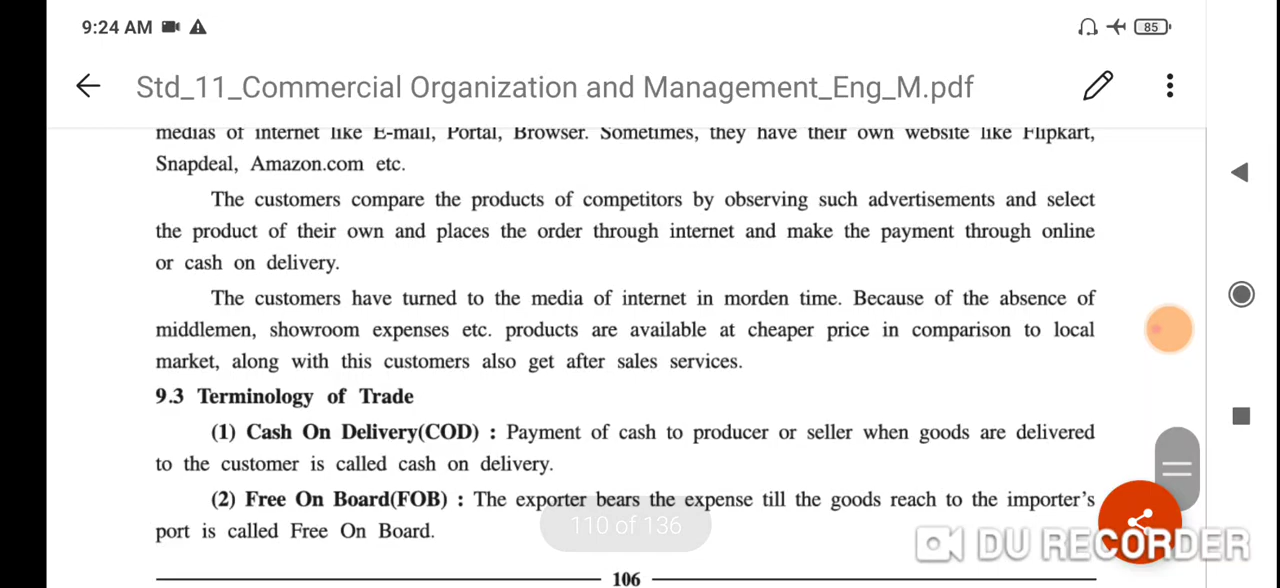 9:24 AM
85
Std_11_Commercial Organization and Management_Eng_M.pdf
medias of internet like E-mail, Portal, Browser. Sometimes, they have their own website like Flipkart,
Snapdeal, Amazon.com etc.
The customers compare the products of competitors by observing such advertisements and select
the product of their own and places the order through internet and make the payment through online
or cash on delivery.
The customers have turned to the media of internet in morden time. Because of the absence of
middlemen, showroom expenses etc. products are available at cheaper price in comparison to local
market, along with this customers also get after sales services.
9.3 Terminology of Trade
(1) Cash On Delivery(COD) : Payment of cash to producer or seller when goods are delivered
to the customer is called cash on delivery.
(2) Free On Board(FOB) : The exporter bears the expense till the goods reach to the importer's
port is called Free On Board.
110 of 136
DU RECORDER
106